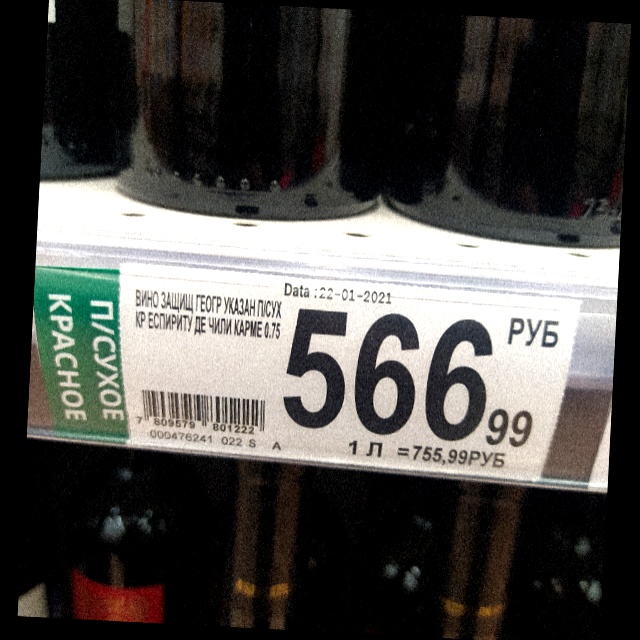 П/СУХОЕ
КРАСНОЕ
ВИНО ЗАЩИЩ ГЕОГР УКАЗАН П\СУХ
КР ЕСПИРИТУ ДЕ ЧИЛИ КАРМЕ 0.75
Data :22-01-2021
566 99
РУБ
7 809579 801222
000476241 022 S A
1 Л =755,99РУБ